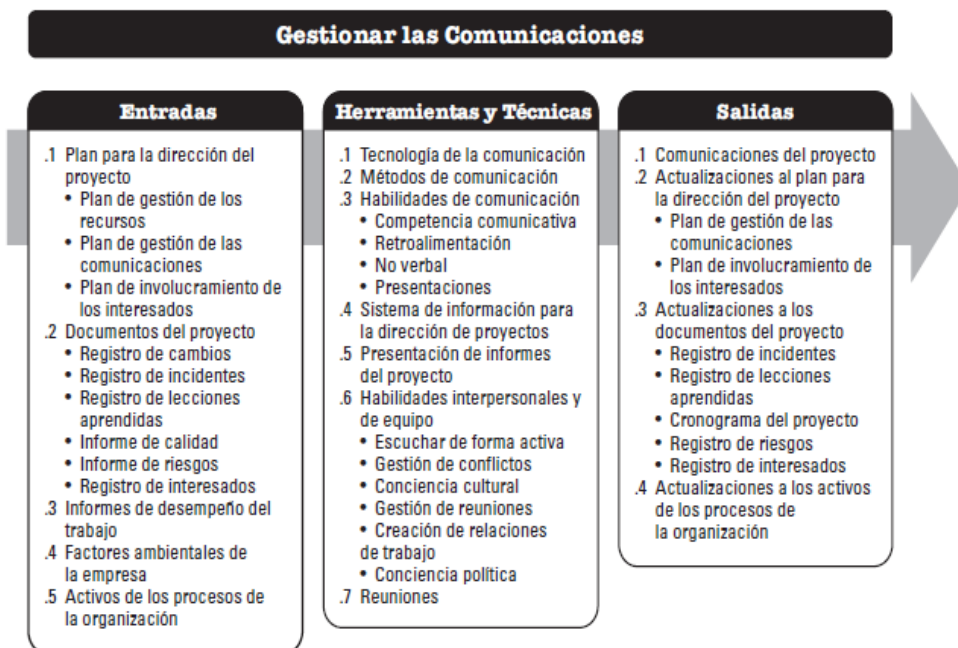 Gestionar las Comunicaciones
Entradas
.1 Plan para la dirección del
proyecto
• Plan de gestión de los
recursos
• Plan de gestión de las
comunicaciones
• Plan de involucramiento de
los interesados
.2 Documentos del proyecto
• Registro de cambios
• Registro de incidentes
• Registro de lecciones
aprendidas
• Informe de calidad
• Informe de riesgos
• Registro de interesados
.3 Informes de desempeño del
trabajo
.4 Factores ambientales de
la empresa
.5 Activos de los procesos de
la organización
Herramientas y Técnicas
.1 Tecnología de la comunicación
.2 Métodos de comunicación
.3 Habilidades de comunicación
• Competencia comunicativa
• Retroalimentación
• No verbal
• Presentaciones
.4 Sistema de información para
la dirección de proyectos
.5 Presentación de informes
del proyecto
.6 Habilidades interpersonales y
de equipo
• Escuchar de forma activa
• Gestión de conflictos
• Conciencia cultural
• Gestión de reuniones
• Creación de relaciones
de trabajo
• Conciencia política
.7 Reuniones
Salidas
.1 Comunicaciones del proyecto
.2 Actualizaciones al plan para
la dirección del proyecto
• Plan de gestión de las
comunicaciones
• Plan de involucramiento de
los interesados
.3 Actualizaciones a los
documentos del proyecto
• Registro de incidentes
• Registro de lecciones
aprendidas
• Cronograma del proyecto
• Registro de riesgos
• Registro de interesados
.4 Actualizaciones a los activos
de los procesos de
la organización